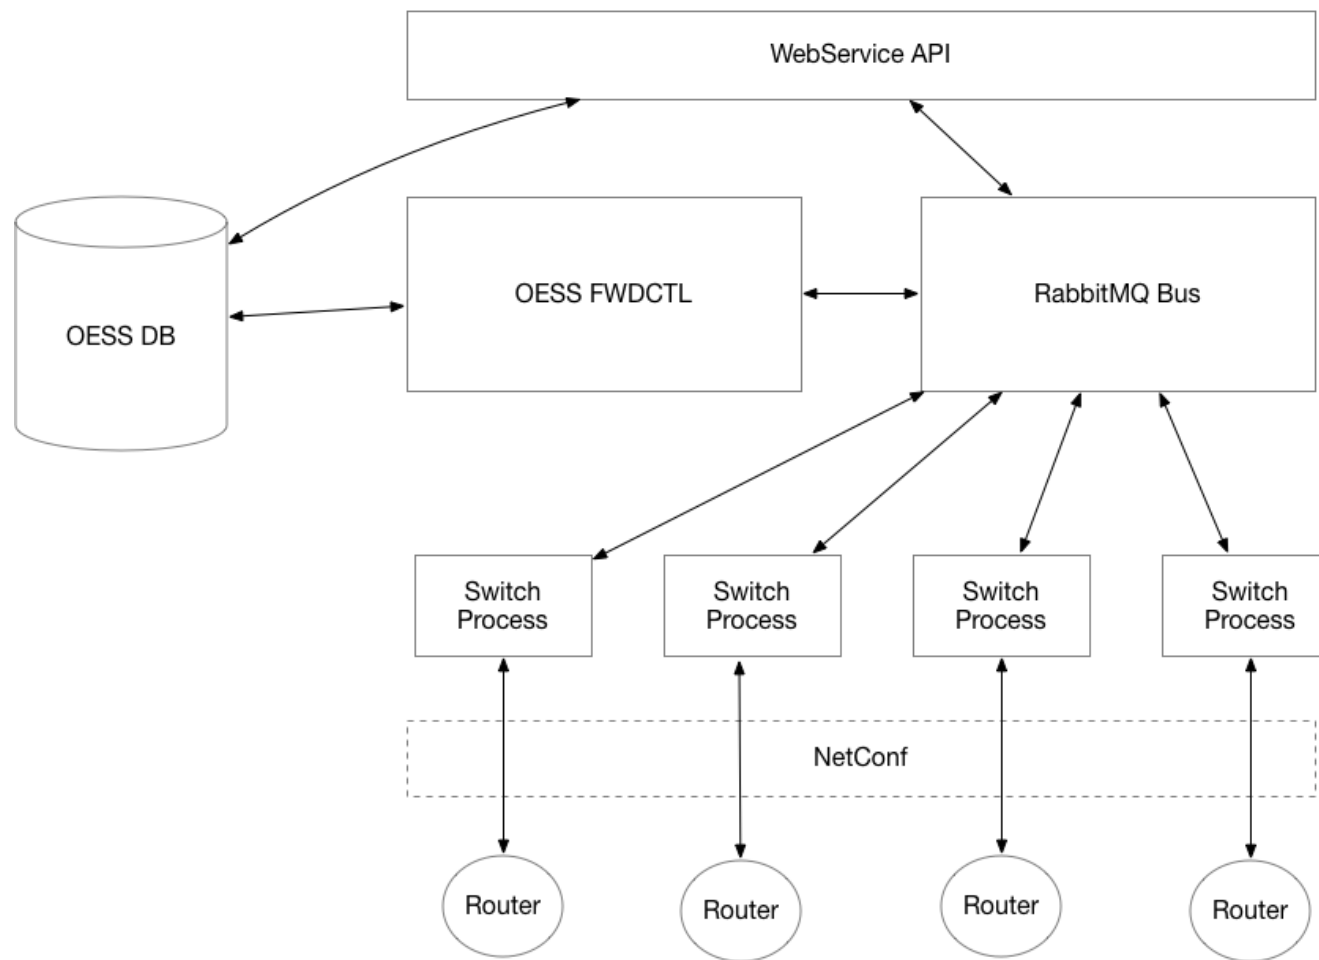 WebService API
OESS DB
OESS FWDCTL
RabbitMQ Bus
Switch
Process
Switch
Process
Switch
Process
Switch
Process
NetConf
Router
Router
Router
Router